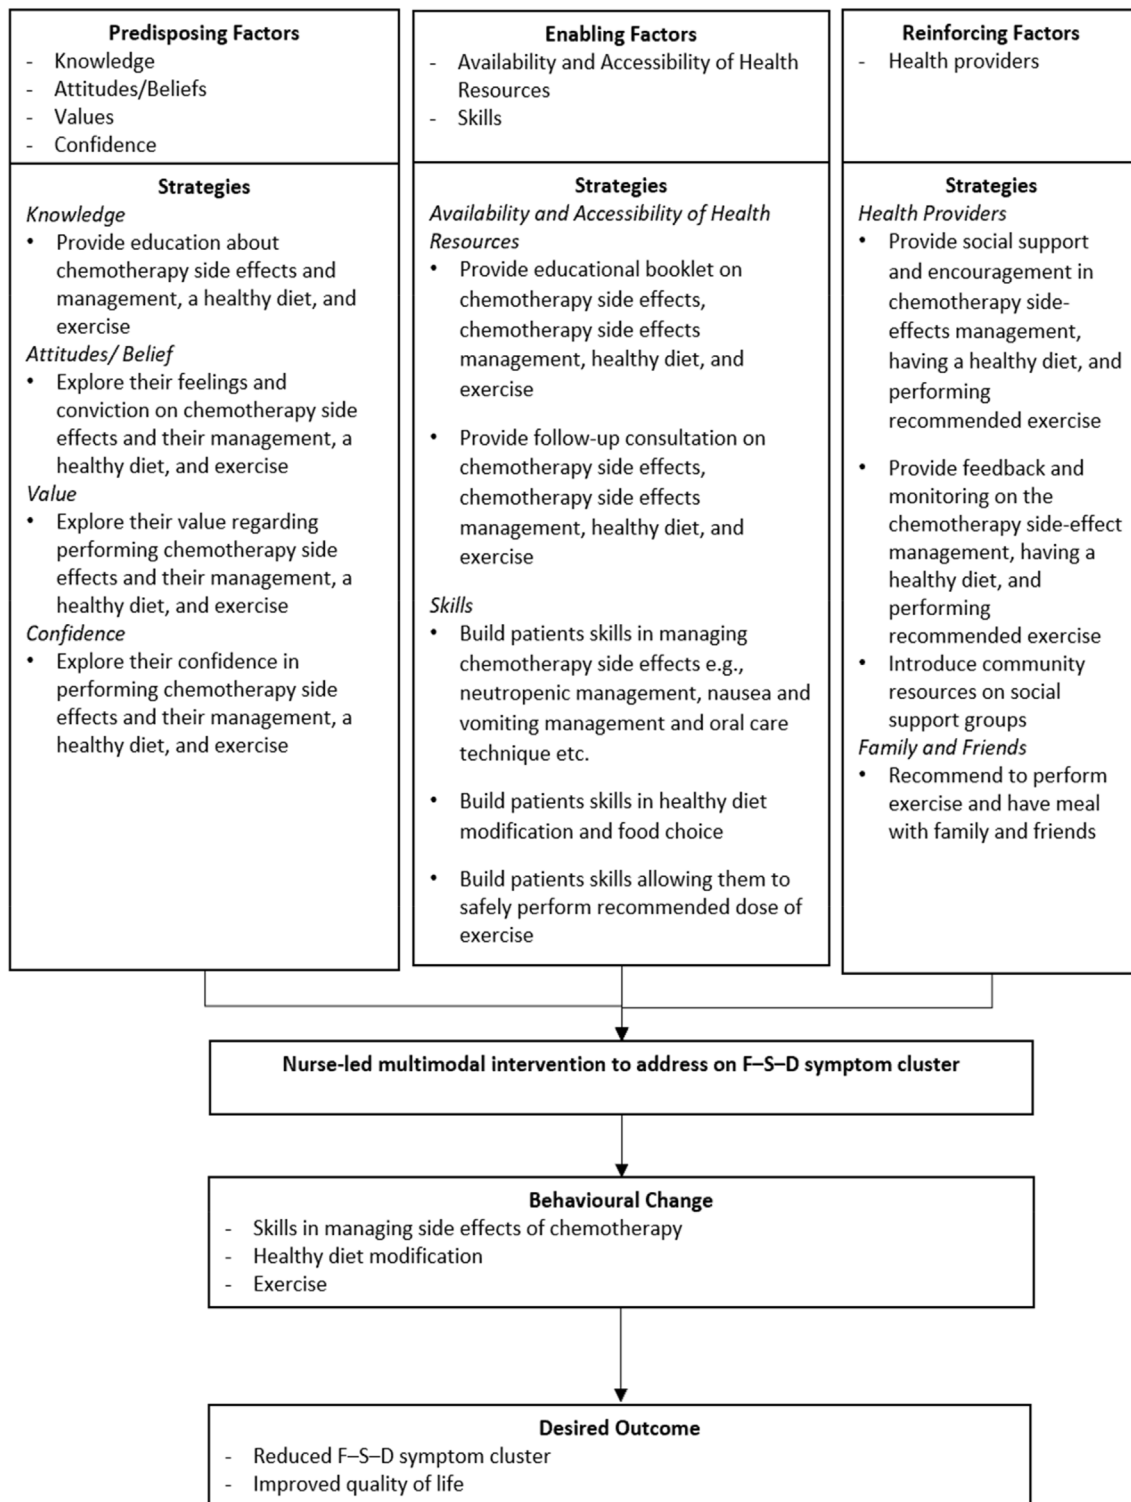 Predisposing Factors
- Knowledge
- Attitudes/Beliefs
- Values
- Confidence
Strategies
Knowledge
• Provide education about
chemotherapy side effects and
management, a healthy diet, and
exercise
Attitudes/ Belief
• Explore their feelings and
conviction on chemotherapy side
effects and their management, a
healthy diet, and exercise
Value
• Explore their value regarding
performing chemotherapy side
effects and their management, a
healthy diet, and exercise
Confidence
• Explore their confidence in
performing chemotherapy side
effects and their management, a
healthy diet, and exercise
Enabling Factors
- Availability and Accessibility of Health
Resources
- Skills
Strategies
Availability and Accessibility of Health
Resources
• Provide educational booklet on
chemotherapy side effects,
chemotherapy side effects
management, healthy diet, and
exercise
• Provide follow-up consultation on
chemotherapy side effects,
chemotherapy side effects
management, healthy diet, and
exercise
Skills
• Build patients skills in managing
chemotherapy side effects e.g.,
neutropenic management, nausea and
vomiting management and oral care
technique etc.
• Build patients skills in healthy diet
modification and food choice
• Build patients skills allowing them to
safely perform recommended dose of
exercise
Reinforcing Factors
- Health providers
Strategies
Health Providers
• Provide social support
and encouragement in
chemotherapy side-
effects management,
having a healthy diet, and
performing
recommended exercise
• Provide feedback and
monitoring on the
chemotherapy side-effect
management, having a
healthy diet, and
performing
recommended exercise
• Introduce community
resources on social
support groups
Family and Friends
• Recommend to perform
exercise and have meal
with family and friends
Nurse-led multimodal intervention to address on F–S–D symptom cluster
Behavioural Change
- Skills in managing side effects of chemotherapy
- Healthy diet modification
- Exercise
Desired Outcome
- Reduced F–S–D symptom cluster
- Improved quality of life